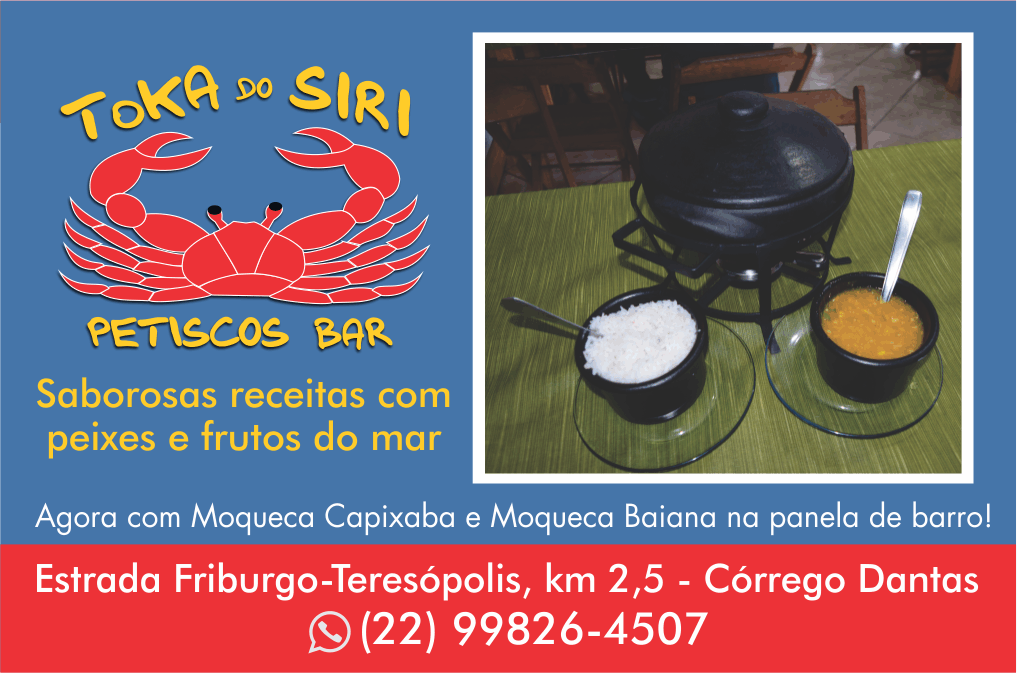 TOKA DO SIRI
PETISCOS BAR
Saborosas receitas com
peixes e frutos do mar
Agora com Moqueca Capixaba e Moqueca Baiana na panela de barro!
Estrada Friburgo-Teresópolis, km 2,5 - Córrego Dantas
(22) 99826-4507